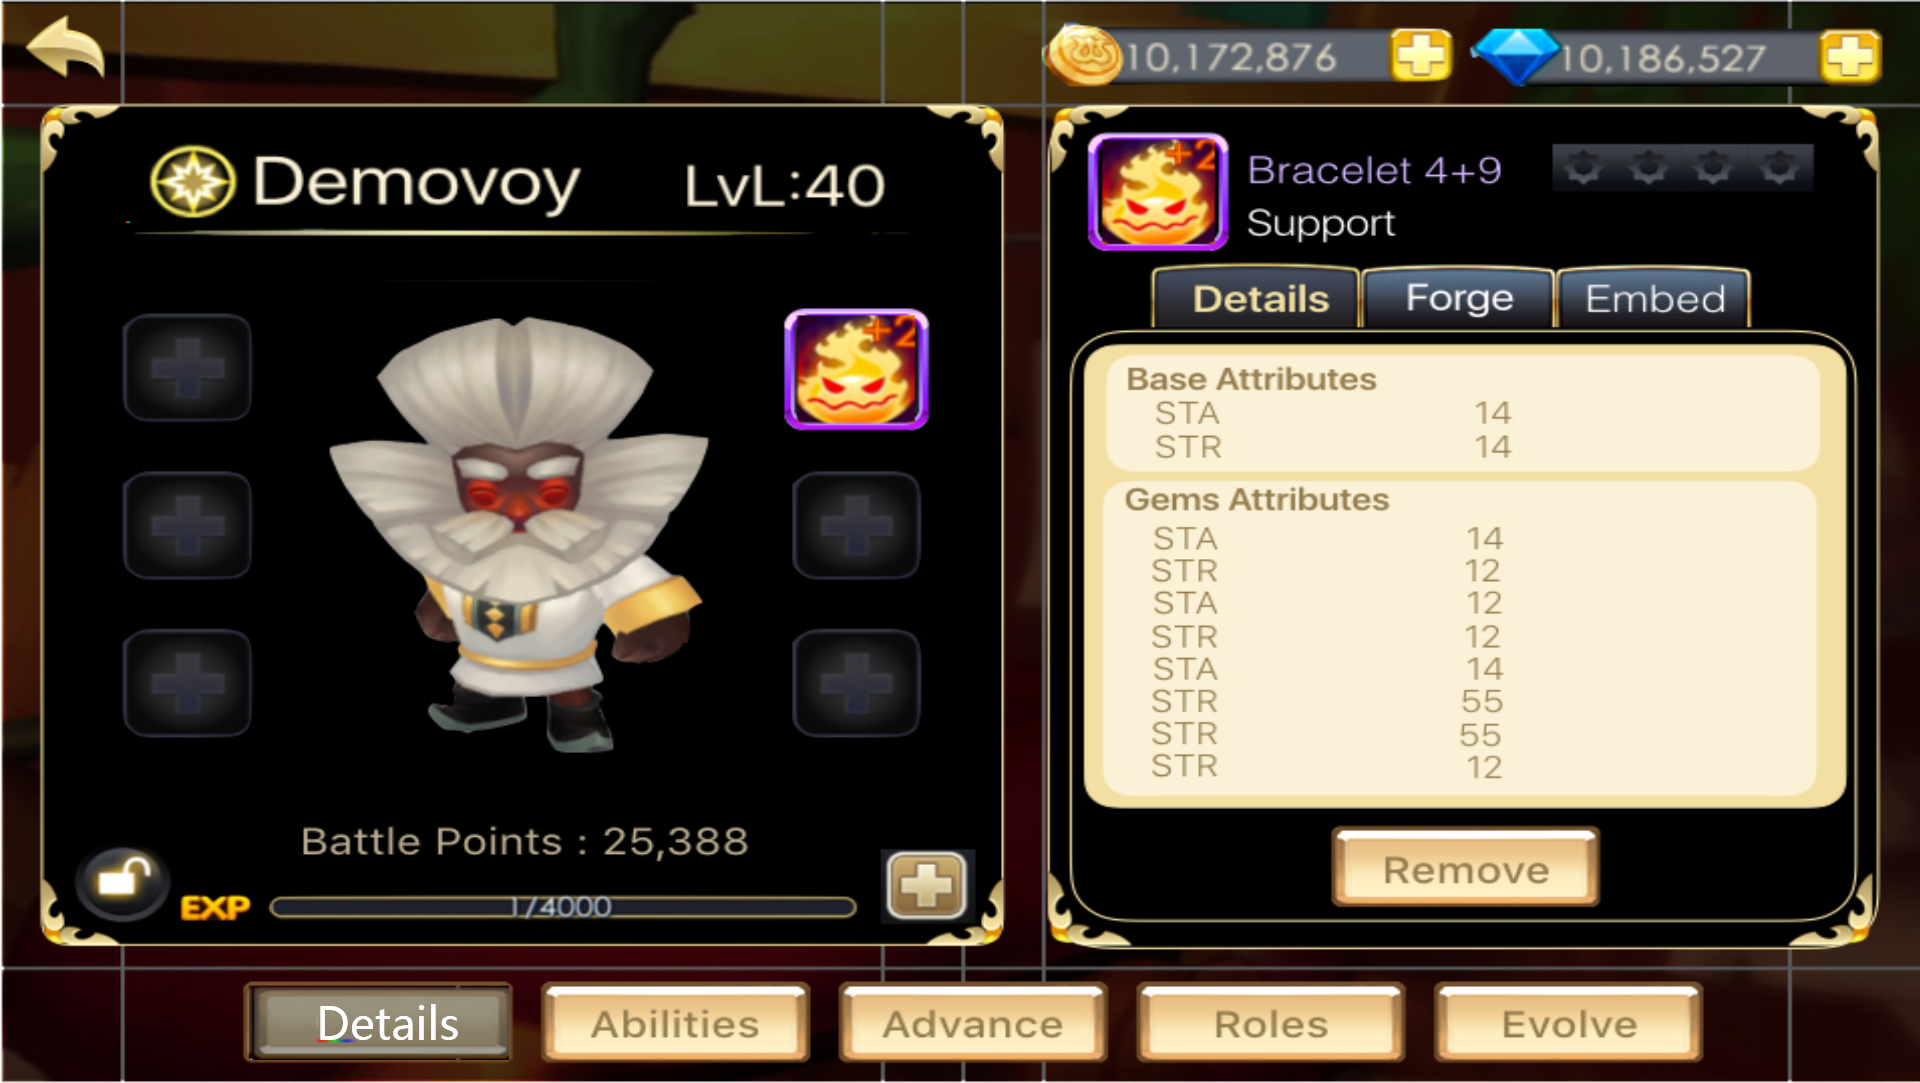 10,172,876
10,186,527
Demovoy LvL:40
+2
Battle Points : 25,388
EXP 1/4000
+2
Bracelet 4+9
Support
Details Forge Embed
Base Attributes
STA 14
STR 14
Gems Attributes
STA 14
STR 12
STA 12
STR 12
STA 14
STR 55
STR 55
STR 12
Remove
Details Abilities Advance Roles Evolve